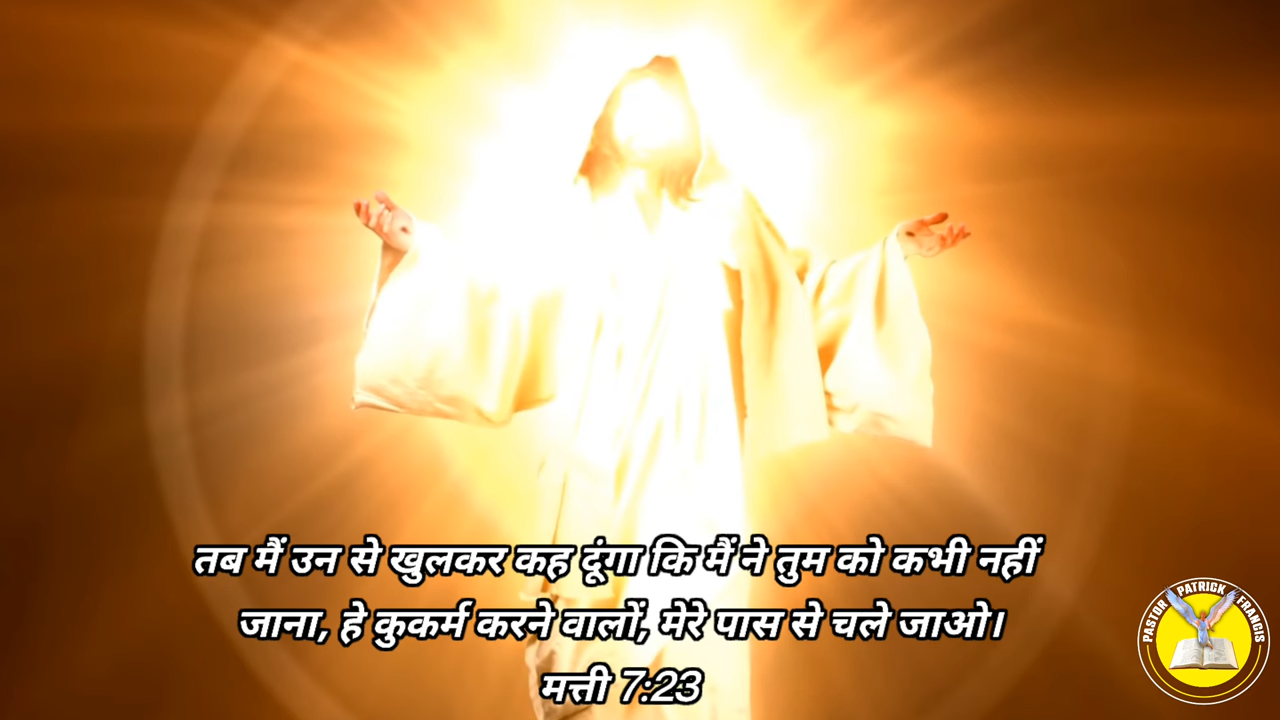 तब मैं उन से खुलकर कह दूंगा कि मैं ने तुम को कभी नहीं
जाना, हे कुकर्म करने वालों, मेरे पास से चले जाओ।
मत्ती 7:23
PASTOR PATRICK FRANCIS